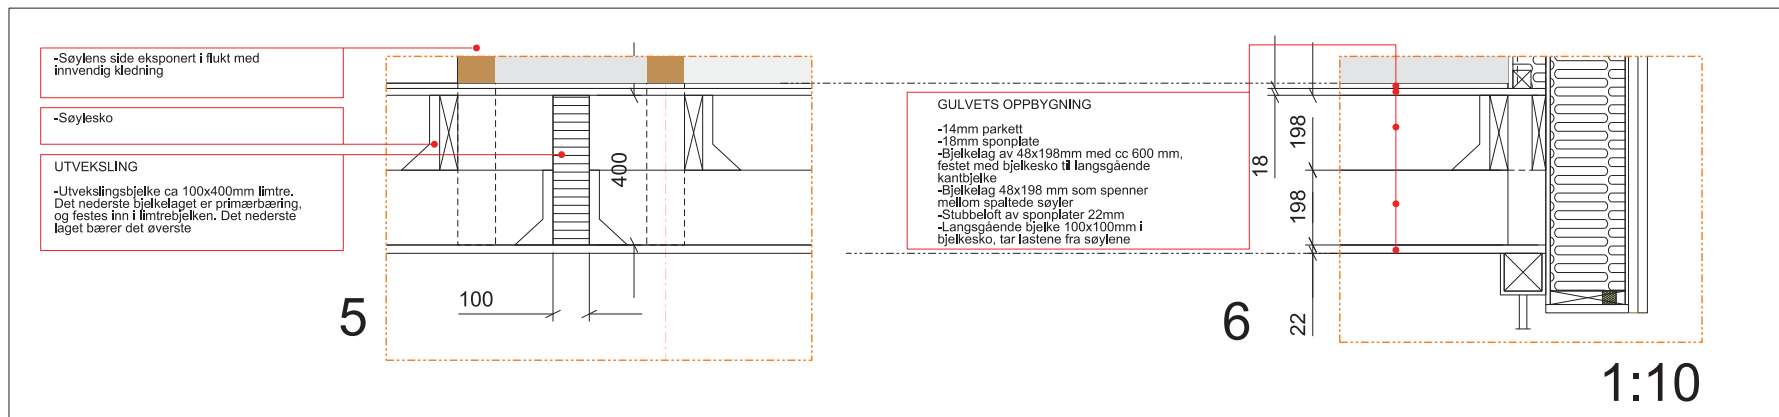 -Søylens side eksponert i flukt med
innvendig kledning
-Søylesko
UTVEKSLING
-Utvekslingsbjelke ca 100x400mm limtre.
Det nederste bjelkelaget er primærbæring,
og festes inn i limtrebjelken. Det nederste
laget bærer det øverste
400
100
5
GULVETS OPPBYGNING
-14mm parkett
-18mm sponplate
-Bjelkelag av 48x198mm med cc 600 mm,
festet med bjelkesko til langsgående
kantbjelke
-Bjelkelag 48x198 mm som spenner
mellom spaltede søyler
-Stubbeloft av sponplater 22mm
-Langsgående bjelke 100x100mm i
bjelkesko, tar lastene fra søylene
18
198
198
22
6
1:10